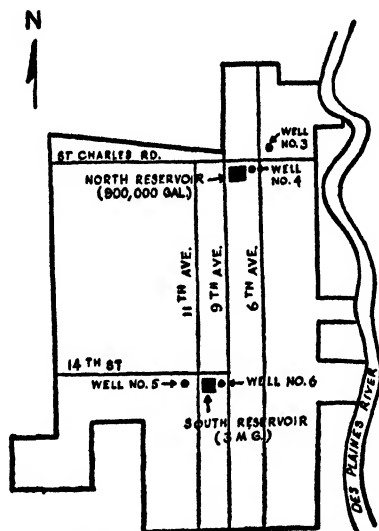 N
WELL
NO. 3
ST CHARLES RD.
NORTH RESERVOIR
(900,000 GAL)
WELL
NO. 4
11TH AVE.
9TH AVE.
6TH AVE.
14TH ST
WELL NO. 5
WELL NO. 6
SOUTH RESERVOIR
(3 M G.)
DES PLAINES RIVER